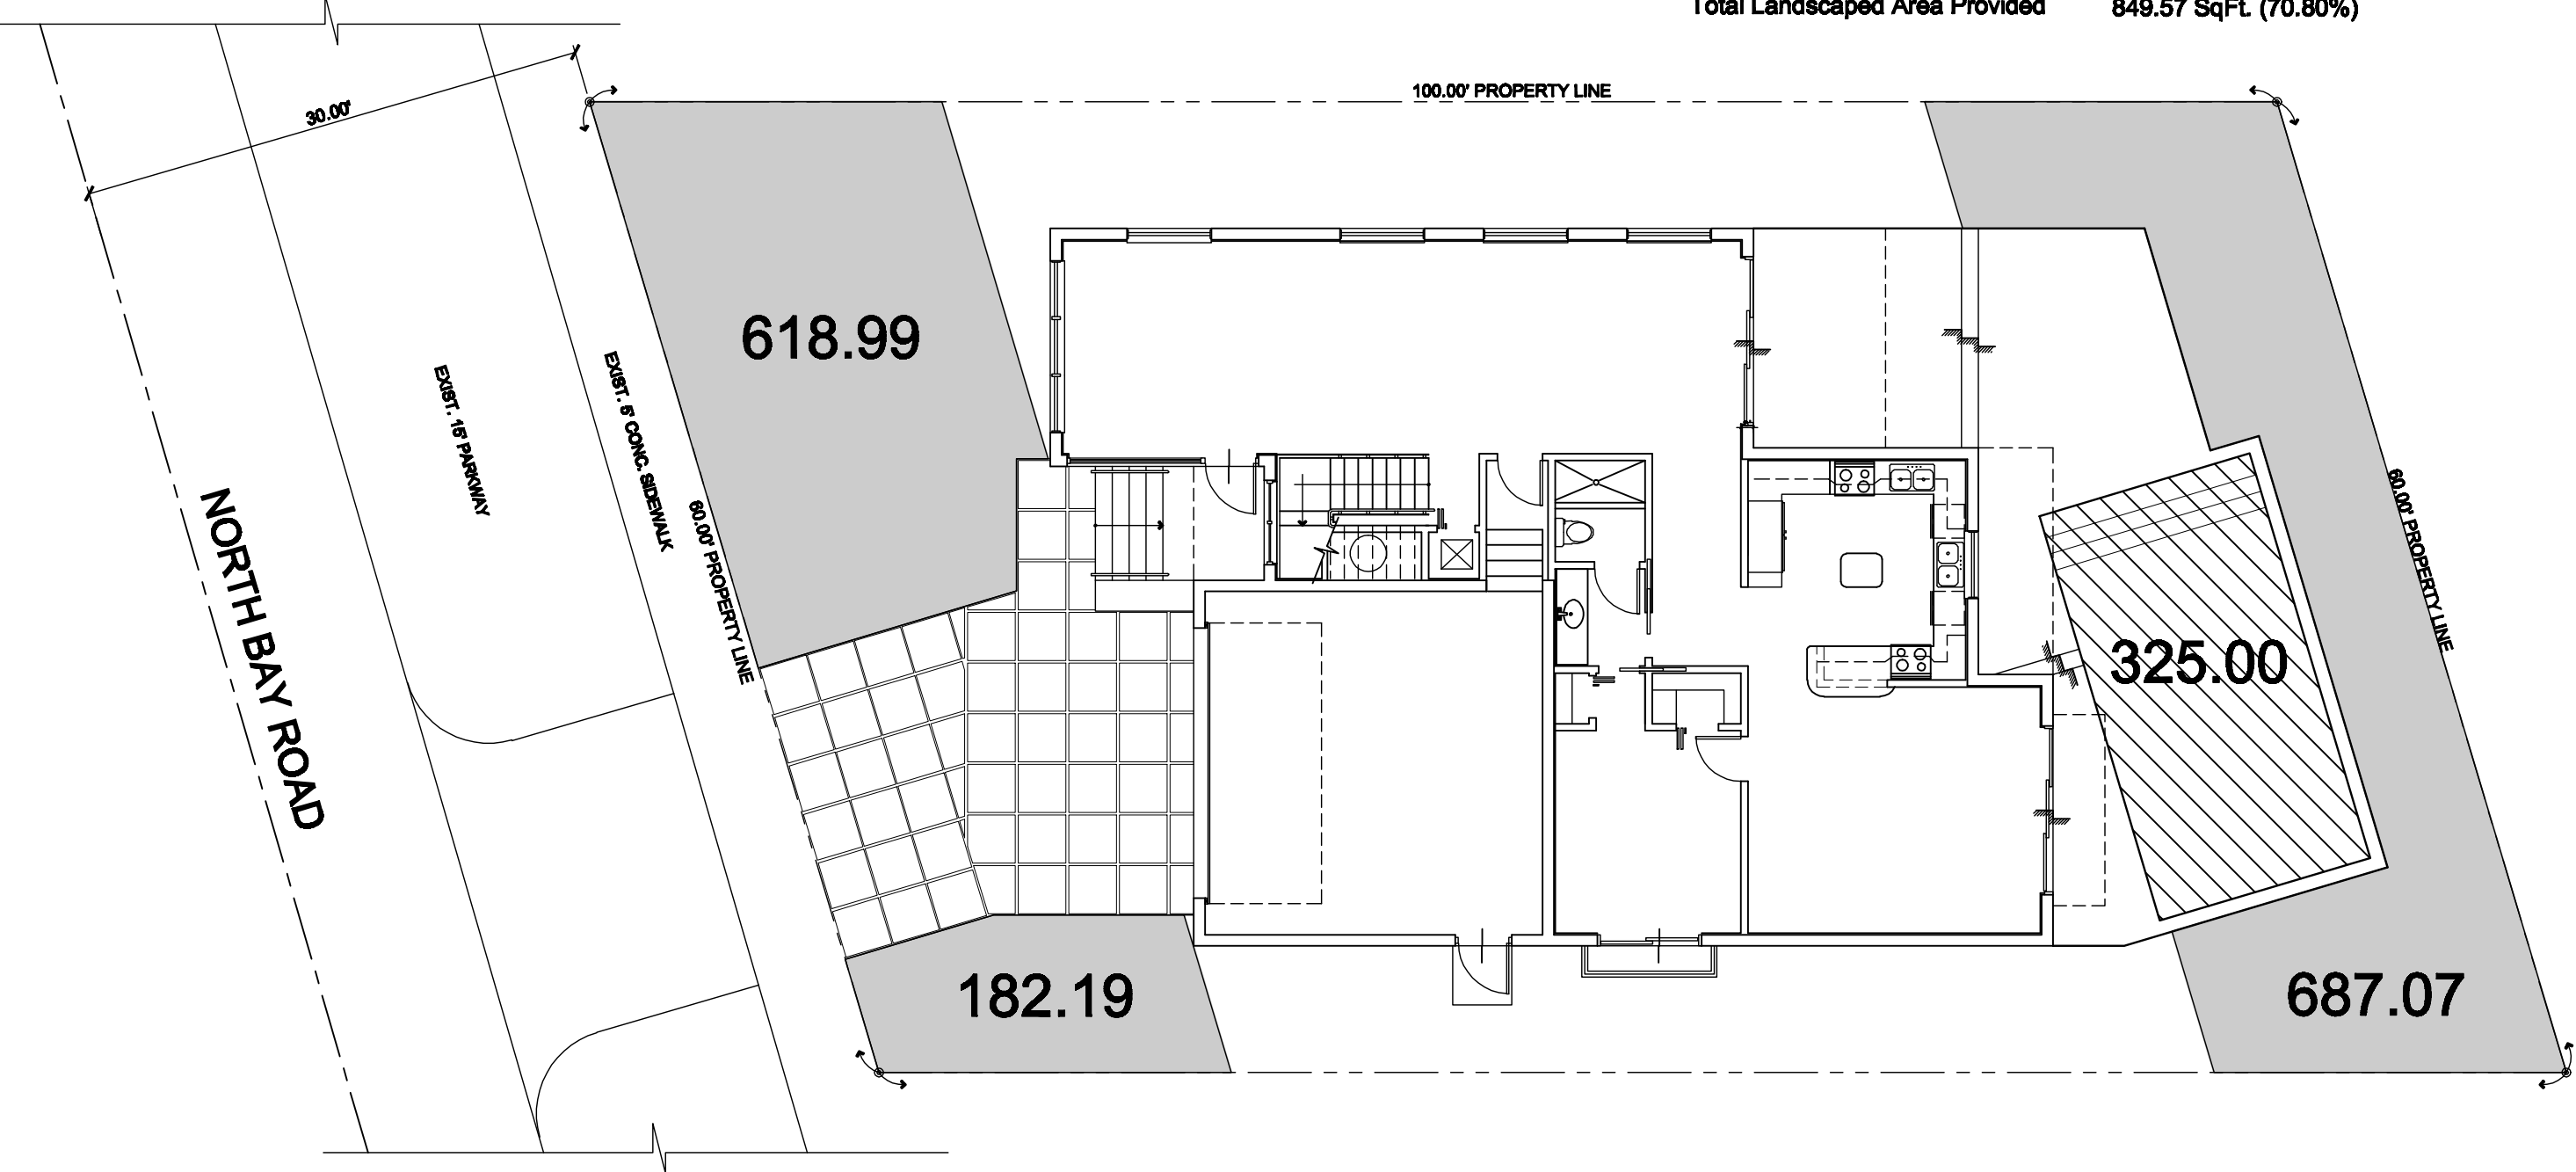 Total Landscaped Area Provided 849.57 SqFt. (70.80%)
100.00' PROPERTY LINE
30.00'
618.99
EXIST. 15' PARKWAY
EXIST. 5' CONC. SIDEWALK
60.00' PROPERTY LINE
NORTH BAY ROAD
60.00' PROPERTY LINE
325.00
182.19
687.07